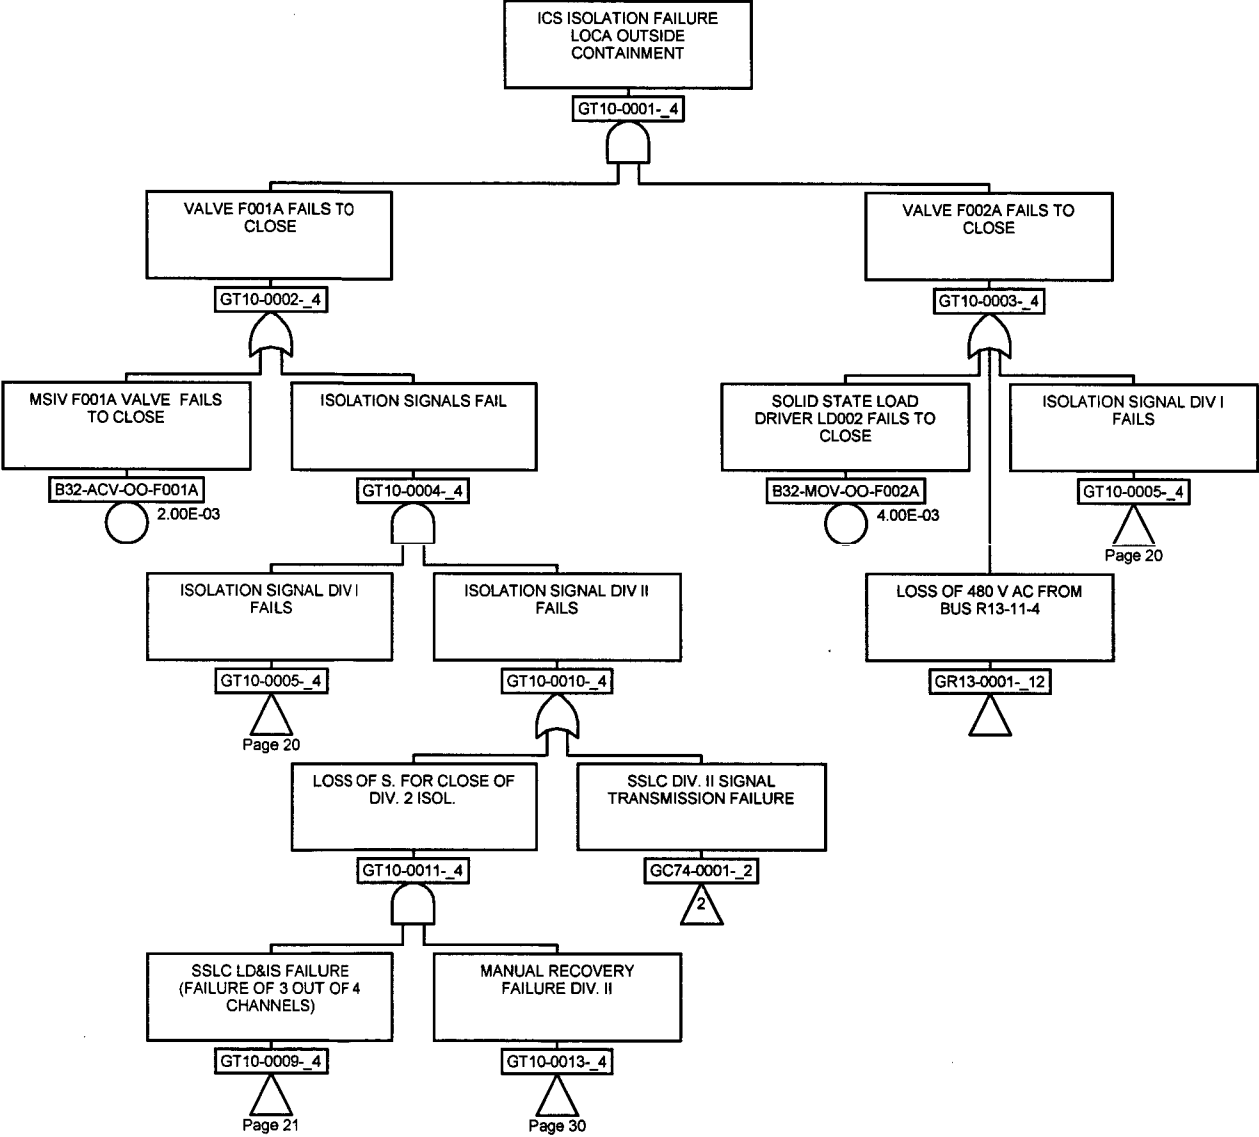 ICS ISOLATION FAILURE
LOCA OUTSIDE
CONTAINMENT
GT10-0001-_4
VALVE F001A FAILS TO
CLOSE
GT10-0002-_4
VALVE F002A FAILS TO
CLOSE
GT10-0003-_4
MSIV F001A VALVE FAILS
TO CLOSE
B32-ACV-OO-F001A
2.00E-03
ISOLATION SIGNALS FAIL
GT10-0004-_4
SOLID STATE LOAD
DRIVER LD002 FAILS TO
CLOSE
B32-MOV-OO-F002A
4.00E-03
ISOLATION SIGNAL DIV I
FAILS
GT10-0005-_4
Page 20
ISOLATION SIGNAL DIV I
FAILS
GT10-0005-_4
Page 20
ISOLATION SIGNAL DIV II
FAILS
GT10-0010-_4
LOSS OF 480 V AC FROM
BUS R13-11-4
GR13-0001-_12
LOSS OF S. FOR CLOSE OF
DIV. 2 ISOL.
GT10-0011-_4
SSLC DIV. II SIGNAL
TRANSMISSION FAILURE
GC74-0001-_2
2
SSLC LD&IS FAILURE
(FAILURE OF 3 OUT OF 4
CHANNELS)
GT10-0009-_4
Page 21
MANUAL RECOVERY
FAILURE DIV. II
GT10-0013-_4
Page 30